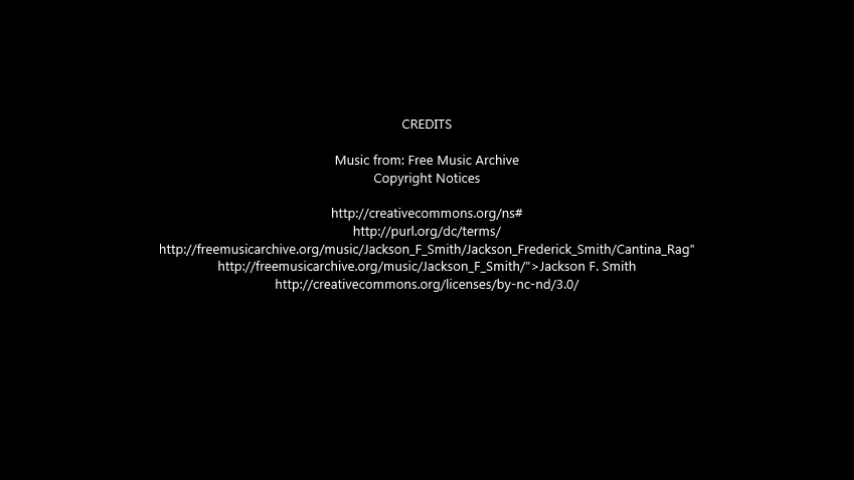 CREDITS
Music from: Free Music Archive
Copyright Notices
http://creativecommons.org/ns#
http://purl.org/dc/terms/
http://freemusicarchive.org/music/Jackson_F_Smith/Jackson_Frederick_Smith/Cantina_Rag"
http://freemusicarchive.org/music/Jackson_F_Smith/">Jackson F. Smith
http://creativecommons.org/licenses/by-nc-nd/3.0/